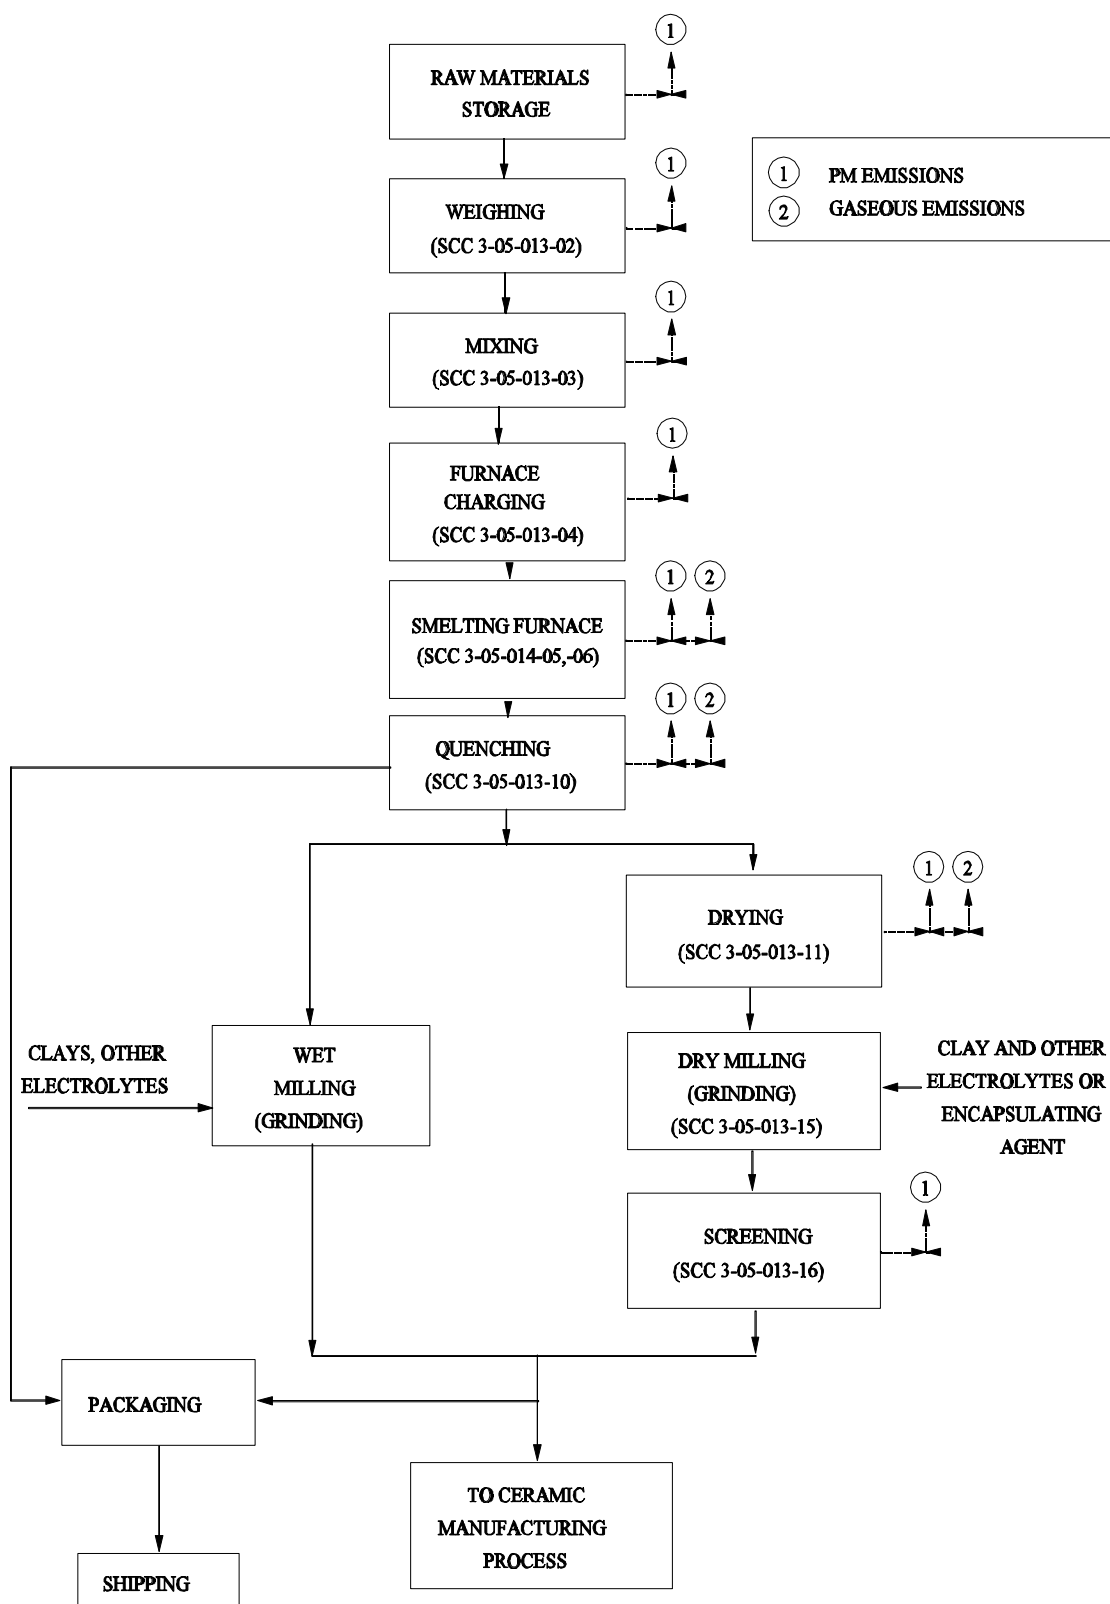 1
RAW MATERIALS
STORAGE
1
PM EMISSIONS
2
GASEOUS EMISSIONS
1
WEIGHING
(SCC 3-05-013-02)
1
MIXING
(SCC 3-05-013-03)
1
FURNACE
CHARGING
(SCC 3-05-013-04)
1 2
SMELTING FURNACE
(SCC 3-05-014-05,-06)
1 2
QUENCHING
(SCC 3-05-013-10)
1 2
DRYING
(SCC 3-05-013-11)
CLAYS, OTHER
ELECTROLYTES
WET
MILLING
(GRINDING)
DRY MILLING
(GRINDING)
(SCC 3-05-013-15)
CLAY AND OTHER
ELECTROLYTES OR
ENCAPSULATING
AGENT
1
SCREENING
(SCC 3-05-013-16)
PACKAGING
TO CERAMIC
MANUFACTURING
PROCESS
SHIPPING